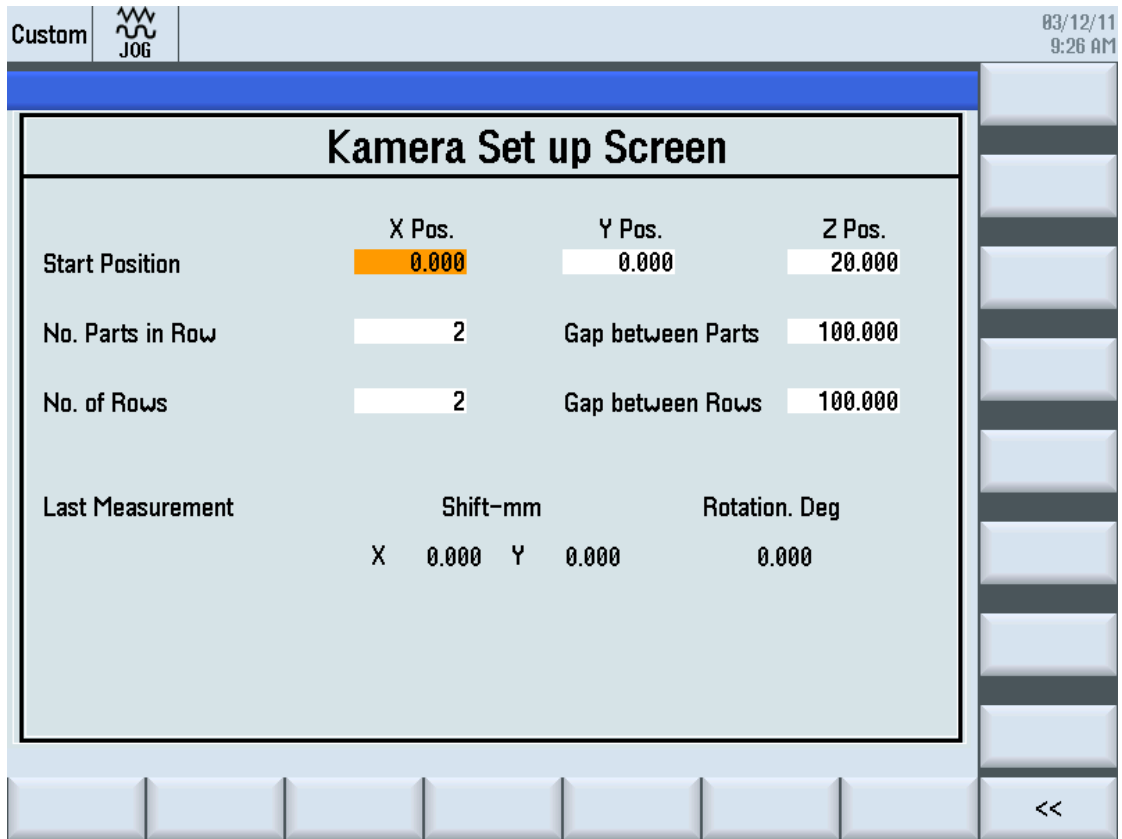 Custom
JOG
03/12/11
9:26 AM
Kamera Set up Screen
X Pos. Y Pos. Z Pos.
Start Position 0.000 0.000 20.000
No. Parts in Row 2 Gap between Parts 100.000
No. of Rows 2 Gap between Rows 100.000
Last Measurement Shift-mm Rotation. Deg
X 0.000 Y 0.000 0.000
<<